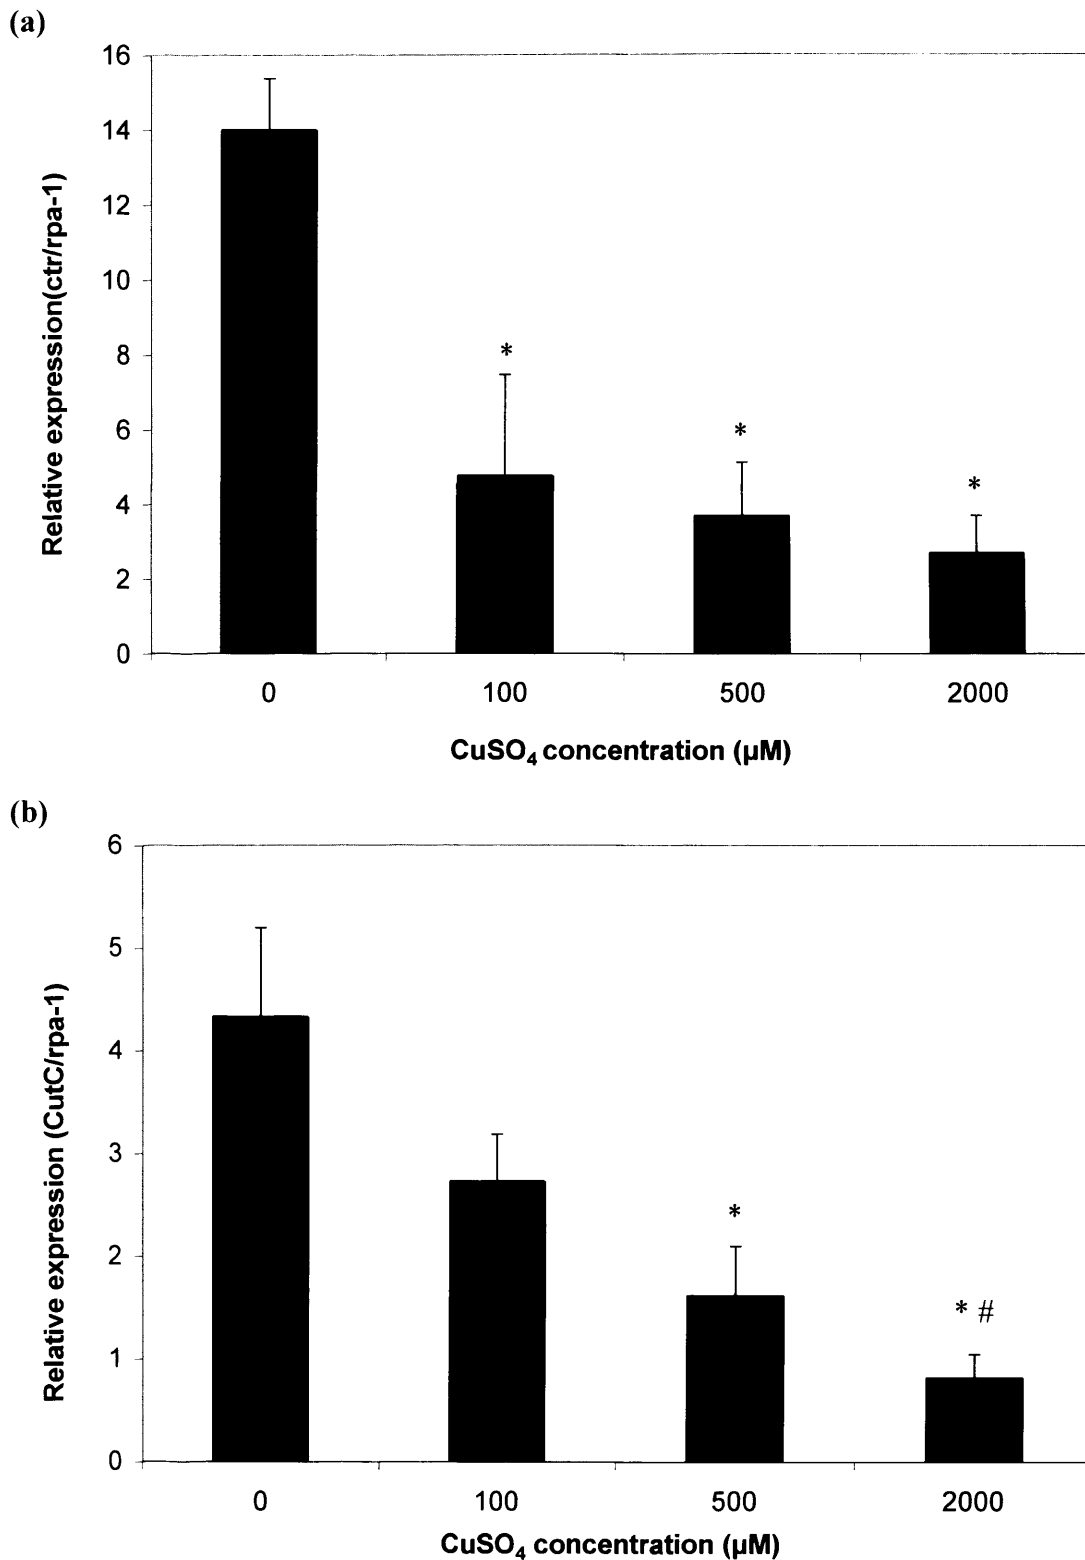 (a)
16
14
12
10
8
6
4
2
0
Relative expression(ctr/rpa-1)
*
*
*
0 100 500 2000
CuSO4 concentration (µM)
(b)
6
5
4
3
2
1
0
Relative expression (CutC/rpa-1)
*
* #
0 100 500 2000
CuSO4 concentration (µM)